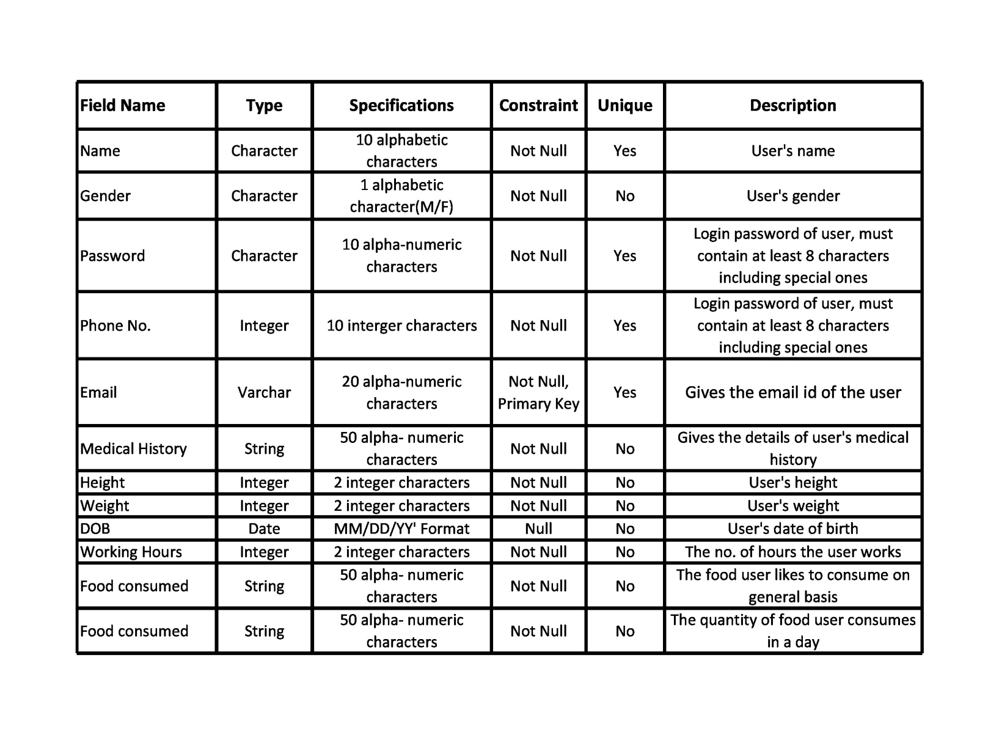 Field Name Type Specifications Constraint Unique Description
Name Character 10 alphabetic characters Not Null Yes User's name
Gender Character 1 alphabetic character(M/F) Not Null No User's gender
Password Character 10 alpha-numeric characters Not Null Yes Login password of user, must contain at least 8 characters including special ones
Phone No. Integer 10 interger characters Not Null Yes Login password of user, must contain at least 8 characters including special ones
Email Varchar 20 alpha-numeric characters Not Null, Primary Key Yes Gives the email id of the user
Medical History String 50 alpha- numeric characters Not Null No Gives the details of user's medical history
Height Integer 2 integer characters Not Null No User's height
Weight Integer 2 integer characters Not Null No User's weight
DOB Date MM/DD/YY' Format Null No User's date of birth
Working Hours Integer 2 integer characters Not Null No The no. of hours the user works
Food consumed String 50 alpha- numeric characters Not Null No The food user likes to consume on general basis
Food consumed String 50 alpha- numeric characters Not Null No The quantity of food user consumes in a day